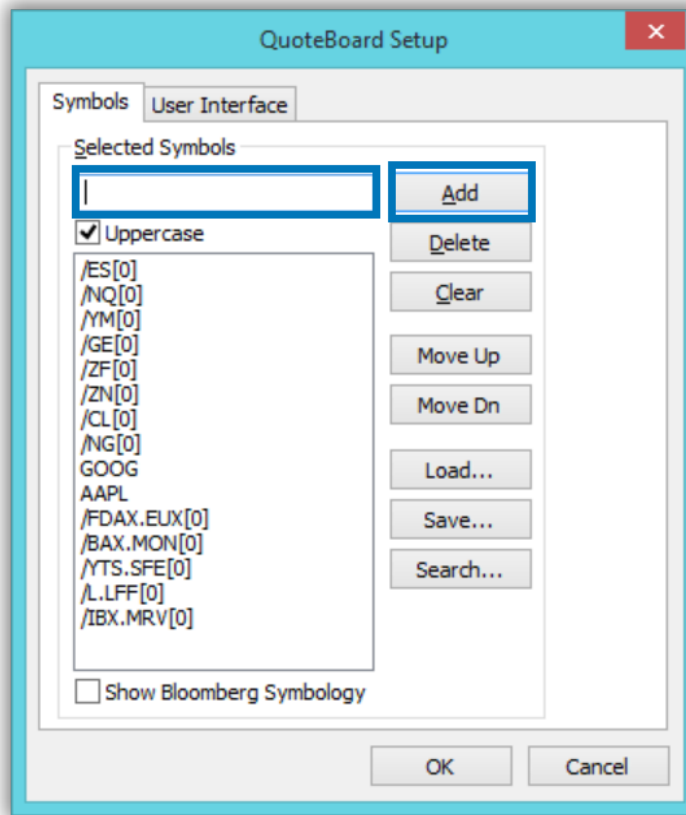 QuoteBoard Setup
Symbols
User Interface
Selected Symbols
Add
Uppercase
Delete
/ES[0]
/NQ[0]
Clear
/YM[0]
/GE[0]
Move Up
/ZF[0]
/ZN[0]
Move Dn
/CL[0]
/NG[0]
GOOG
Load...
AAPL
/FDAX.EUX[0]
Save...
/BAX.MON[0]
/YTS.SFE[0]
Search...
/L.LFF[0]
/IBX.MRV[0]
Show Bloomberg Symbology
OK
Cancel